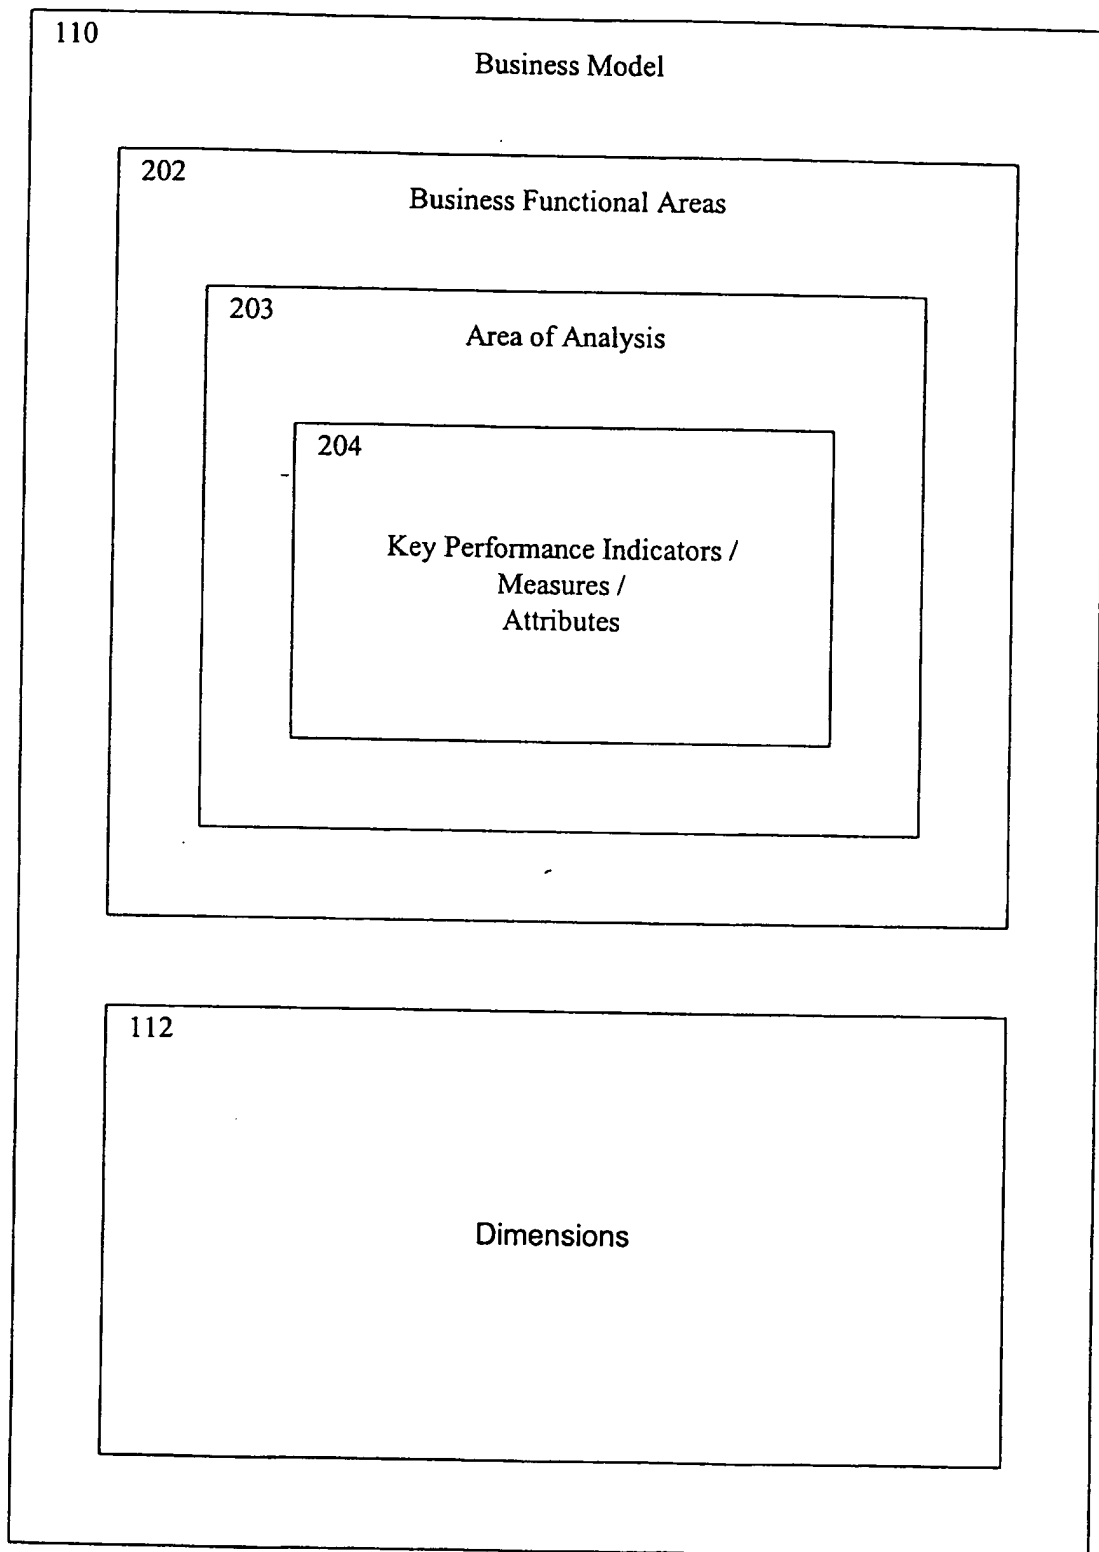 110
Business Model
202
Business Functional Areas
203
Area of Analysis
204
Key Performance Indicators /
Measures /
Attributes
112
Dimensions